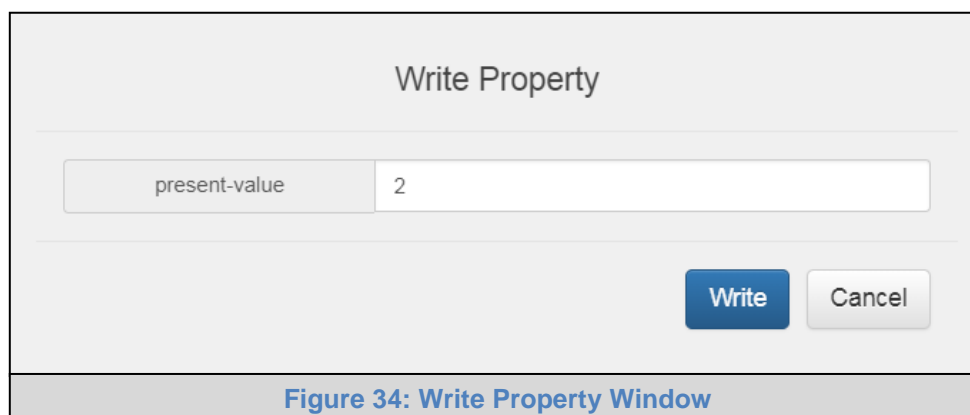 Write Property
present-value 2
Write Cancel
Figure 34: Write Property Window